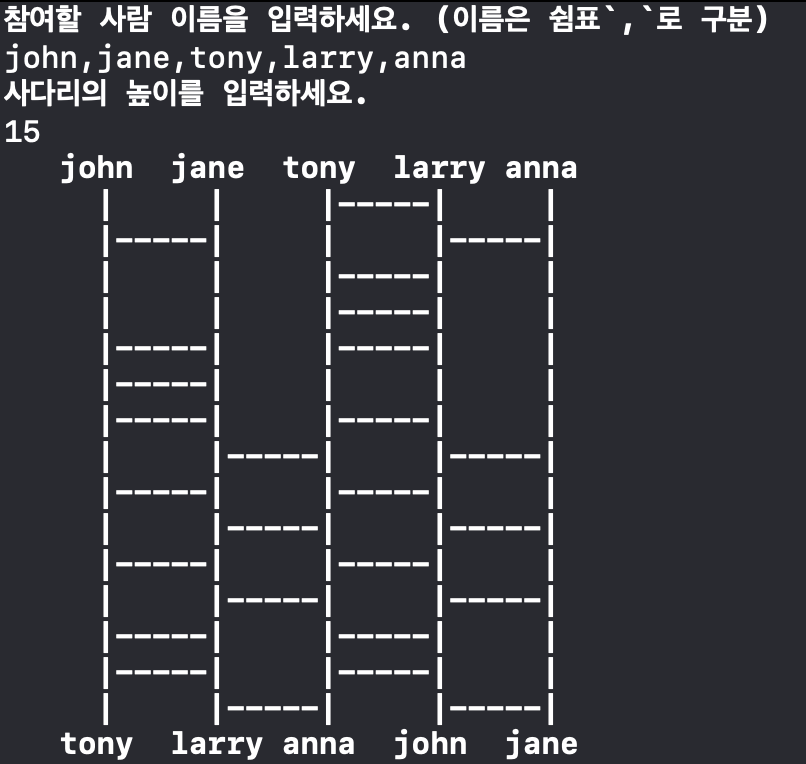 참여할 사람 이름을 입력하세요. (이름은 쉼표`,`로 구분)
john,jane,tony,larry,anna
사다리의 높이를 입력하세요.
15
   john  jane  tony  larry anna
     |     |     |-----|     |
     |-----|     |     |-----|
     |     |     |-----|     |
     |     |     |-----|     |
     |-----|     |-----|     |
     |-----|     |     |     |
     |-----|     |-----|     |
     |     |-----|     |-----|
     |-----|     |-----|     |
     |     |-----|     |-----|
     |-----|     |-----|     |
     |     |-----|     |-----|
     |-----|     |-----|     |
     |-----|     |-----|     |
     |     |-----|     |-----|
   tony  larry anna  john  jane